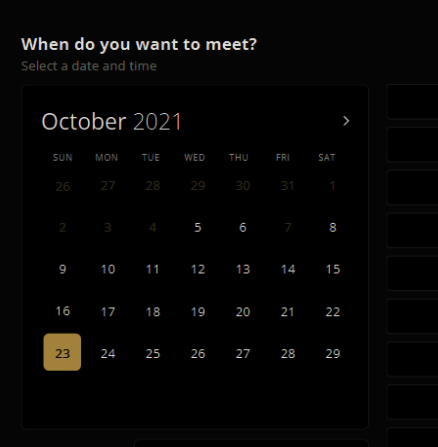 When do you want to meet?
Select a date and time
October 2021
SUN MON TUE WED THU FRI SAT
26 27 28 29 30 31 1
2 3 4 5 6 7 8
9 10 11 12 13 14 15
16 17 18 19 20 21 22
23 24 25 26 27 28 29